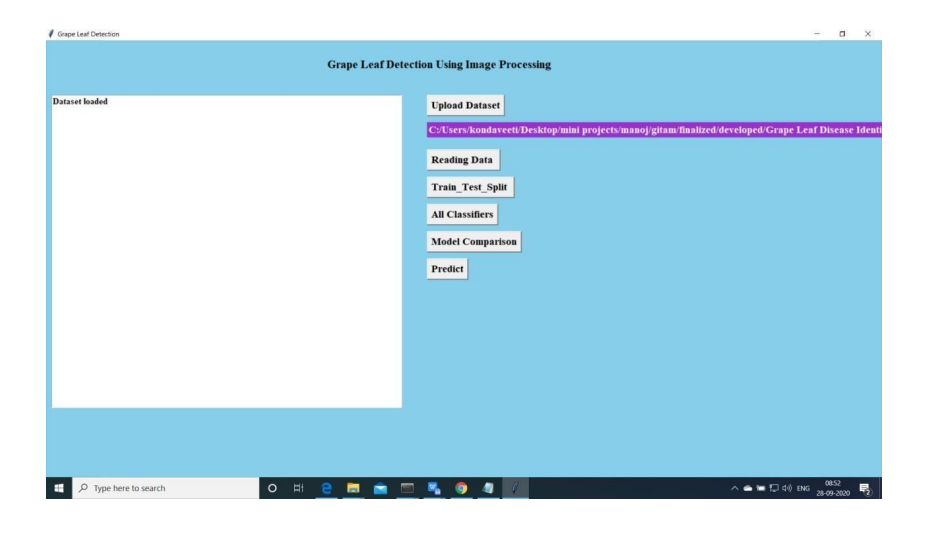 Grape Leaf Detection
Grape Leaf Detection Using Image Processing
Dataset loaded
Upload Dataset
C:/Users/kondaveeti/Desktop/mini projects/manoj/gitam/finalized/developed/Grape Leaf Disease Identi
Reading Data
Train_Test_Split
All Classifiers
Model Comparison
Predict
Type here to search
ENG
08:52
28-09-2020
2